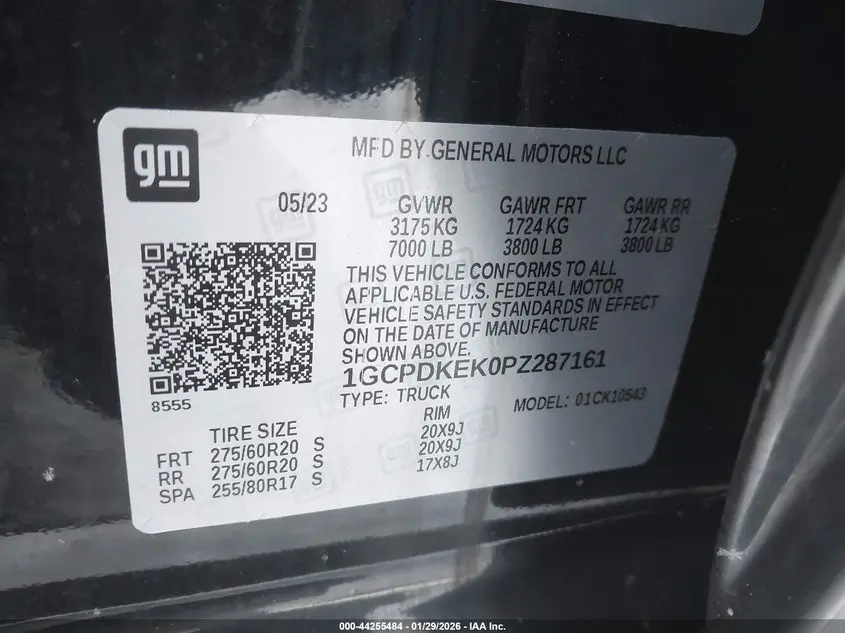 gm
MFD BY GENERAL MOTORS LLC
05/23
GVWR GAWR FRT GAWR RR
3175 KG 1724 KG 1724 KG
7000 LB 3800 LB 3800 LB
THIS VEHICLE CONFORMS TO ALL
APPLICABLE U.S. FEDERAL MOTOR
VEHICLE SAFETY STANDARDS IN EFFECT
ON THE DATE OF MANUFACTURE
SHOWN ABOVE.
1GCPDKEK0PZ287161
8555
TYPE: TRUCK MODEL: 01CK10543
TIRE SIZE RIM
FRT 275/60R20 S 20X9J
RR 275/60R20 S 20X9J
SPA 255/80R17 S 17X8J
000-44255484 | 01/29/2026 - IAA Inc.